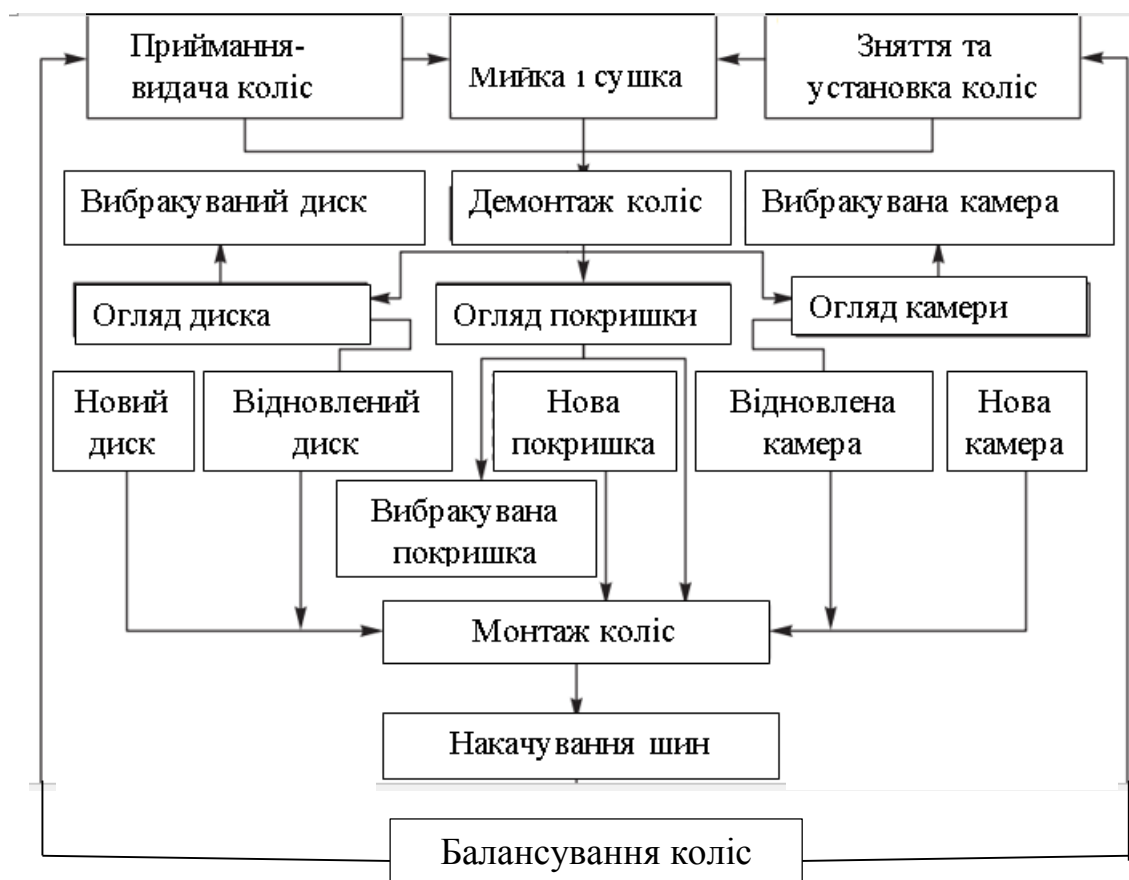 Приймання-
видача коліс
Мийка і сушка
Зняття та
установка коліс
Вибракуваний диск
Демонтаж коліс
Вибракувана камера
Огляд диска
Огляд покришки
Огляд камери
Новий
диск
Відновлений
диск
Нова
покришка
Відновлена
камера
Нова
камера
Вибракувана
покришка
Монтаж коліс
Накачування шин
Балансування коліс